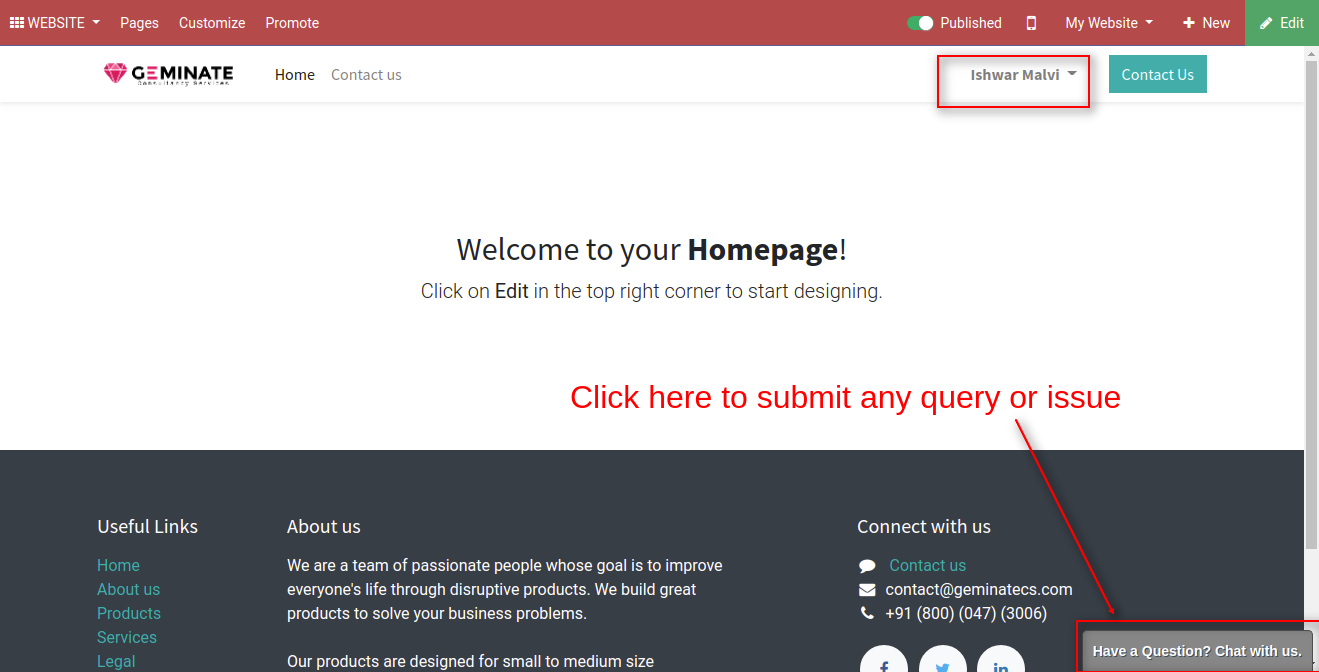 WEBSITE Pages Customize Promote Published My Website New Edit
GEMINATE
Consultancy Services
Home Contact us Ishwar Malvi Contact Us
Welcome to your Homepage!
Click on Edit in the top right corner to start designing.
Click here to submit any query or issue
Useful Links
Home
About us
Products
Services
Legal
About us
We are a team of passionate people whose goal is to improve
everyone's life through disruptive products. We build great
products to solve your business problems.
Our products are designed for small to medium size
Connect with us
Contact us
contact@geminatecs.com
+91 (800) (047) (3006)
Have a Question? Chat with us.